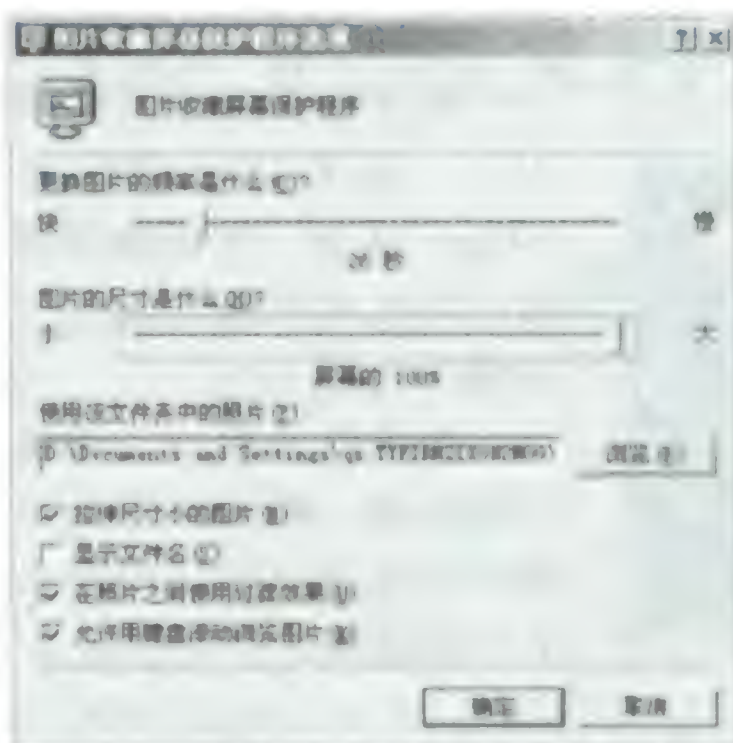 图片收藏屏幕保护程序
图片收藏屏幕保护程序
更换图片的频率是什么(C)?
快 慢
秒
图片的尺寸是什么(H)?
小 大
屏幕的 100%
使用该文件夹中的照片(P)
D:\Documents and Settings\qs 浏览(B)
拉伸尺寸小的图片
显示文件名
在照片之间使用过渡效果(U)
允许用键盘滚动浏览图片
确定 取消